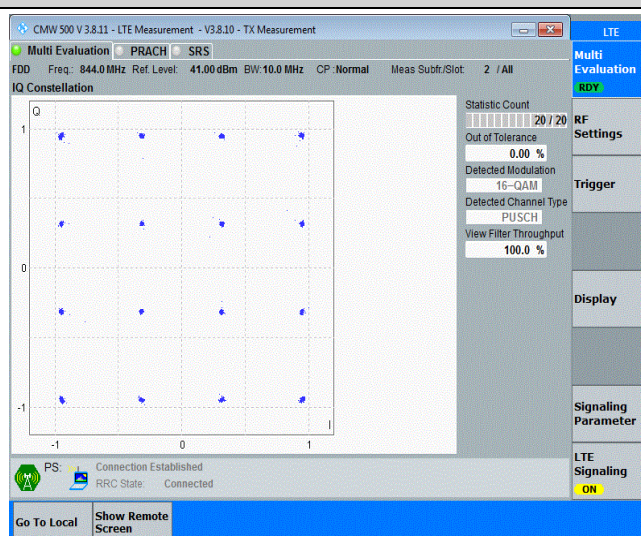 CMW 500 V 3.8.11 - LTE Measurement - V3.8.10 - TX Measurement
LTE
Multi Evaluation PRACH SRS
Multi
Evaluation
RDY
FDD Freq.: 844.0 MHz Ref. Level: 41.00 dBm BW: 10.0 MHz CP : Normal Meas Subfr./Slot: 2 / All
IQ Constellation
Q
1
0
-1
I
-1 0 1
Statistic Count
20 / 20
Out of Tolerance
0.00 %
Detected Modulation
16-QAM
Detected Channel Type
PUSCH
View Filter Throughput
100.0 %
RF
Settings
Trigger
Display
Signaling
Parameter
LTE
Signaling
ON
PS: Connection Established
RRC State: Connected
Go To Local
Show Remote
Screen